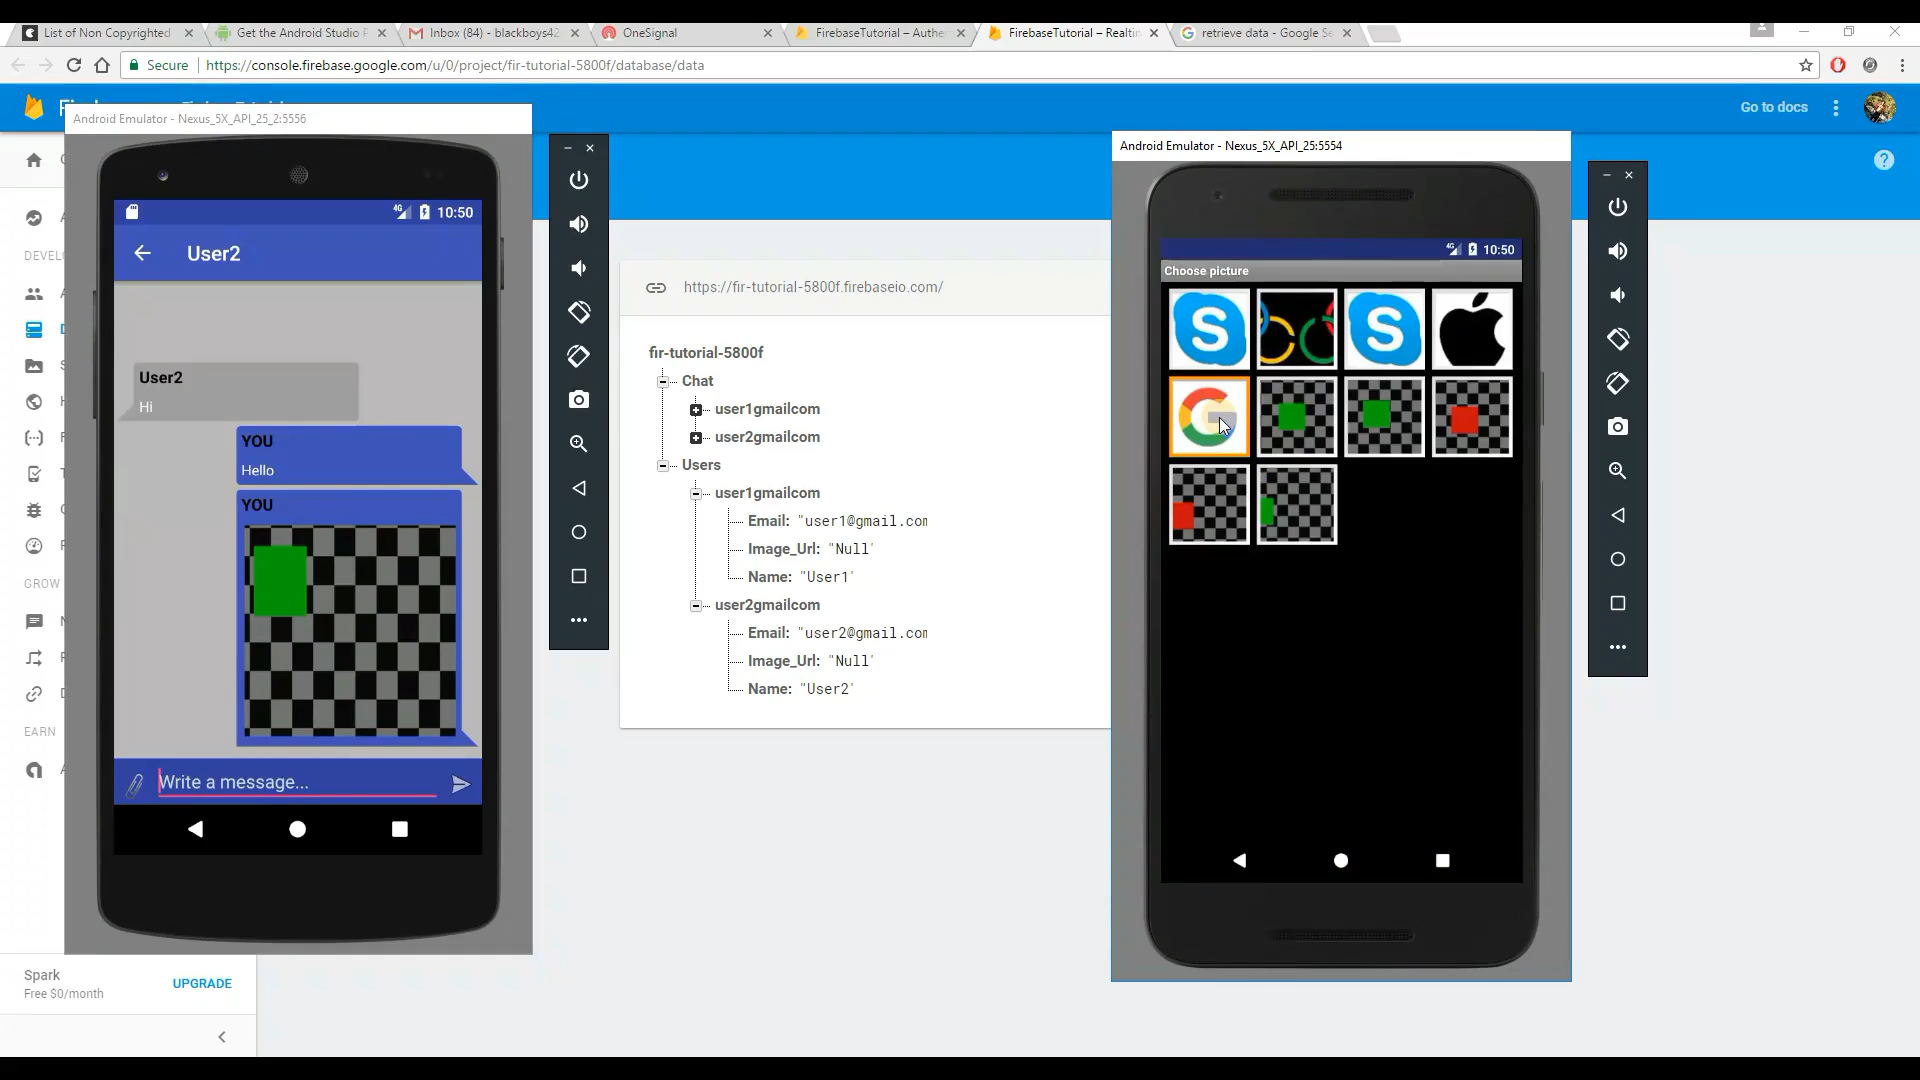 List of Non Copyrighted
Get the Android Studio P
Inbox (84) - blackboys42
OneSignal
FirebaseTutorial – Authe
FirebaseTutorial – Realtin
retrieve data - Google Se
Secure
https://console.firebase.google.com/u/0/project/fir-tutorial-5800f/database/data
Go to docs
Android Emulator - Nexus_5X_API_25_2:5556
4G
10:50
User2
User2
Hi
YOU
Hello
YOU
Write a message...
DEVEL
GROW
EARN
Spark
Free $0/month
UPGRADE
https://fir-tutorial-5800f.firebaseio.com/
fir-tutorial-5800f
Chat
user1gmailcom
user2gmailcom
Users
user1gmailcom
Email: "user1@gmail.com
Image_Url: "Null"
Name: "User1"
user2gmailcom
Email: "user2@gmail.com
Image_Url: "Null"
Name: "User2"
Android Emulator - Nexus_5X_API_25:5554
4G
10:50
Choose picture